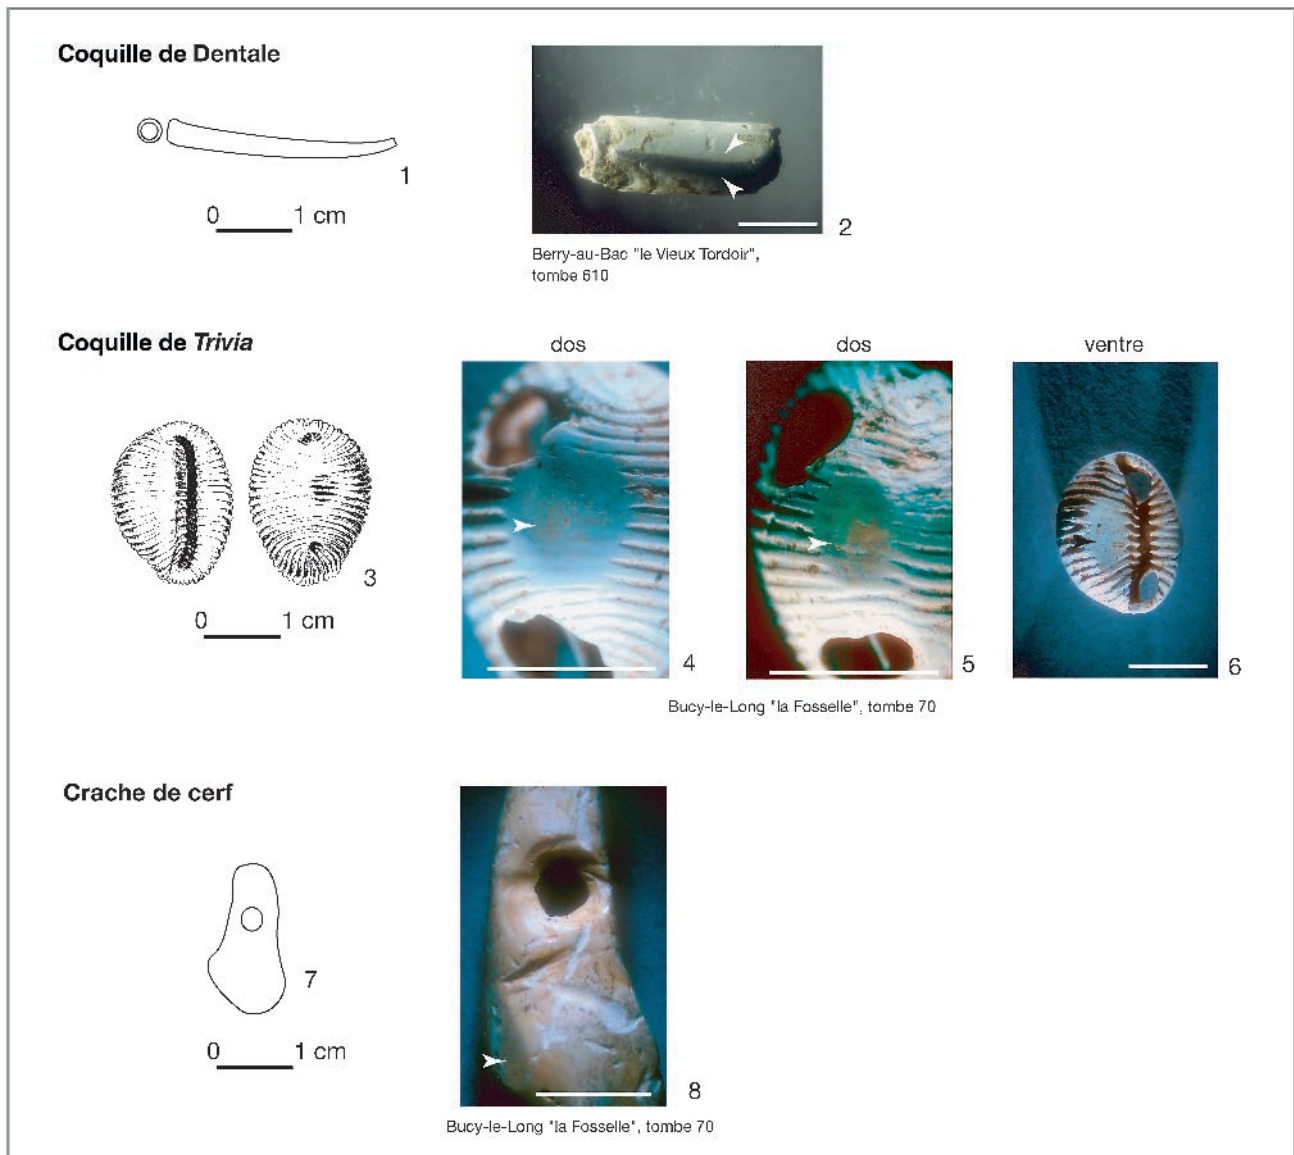 Coquille de Dentale
1
0 1 cm
2
Berry-au-Bac "le Vieux Tordoir",
tombe 610
Coquille de Trivia
dos
dos
ventre
3
0 1 cm
4
5
6
Bucy-le-Long "la Fosselle", tombe 70
Crache de cerf
7
0 1 cm
8
Bucy-le-Long "la Fosselle", tombe 70